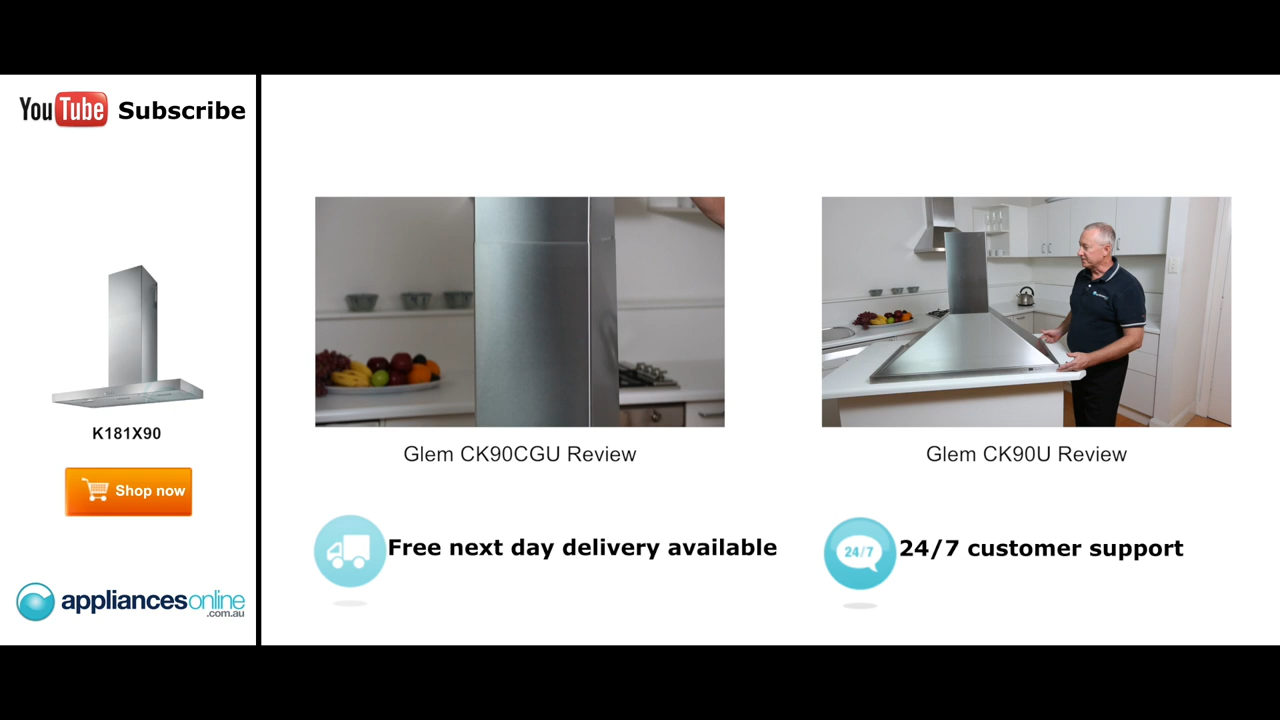 YouTube Subscribe
K181X90
Shop now
appliancesonline
.com.au
Glem CK90CGU Review
Glem CK90U Review
Free next day delivery available
24/7
24/7 customer support